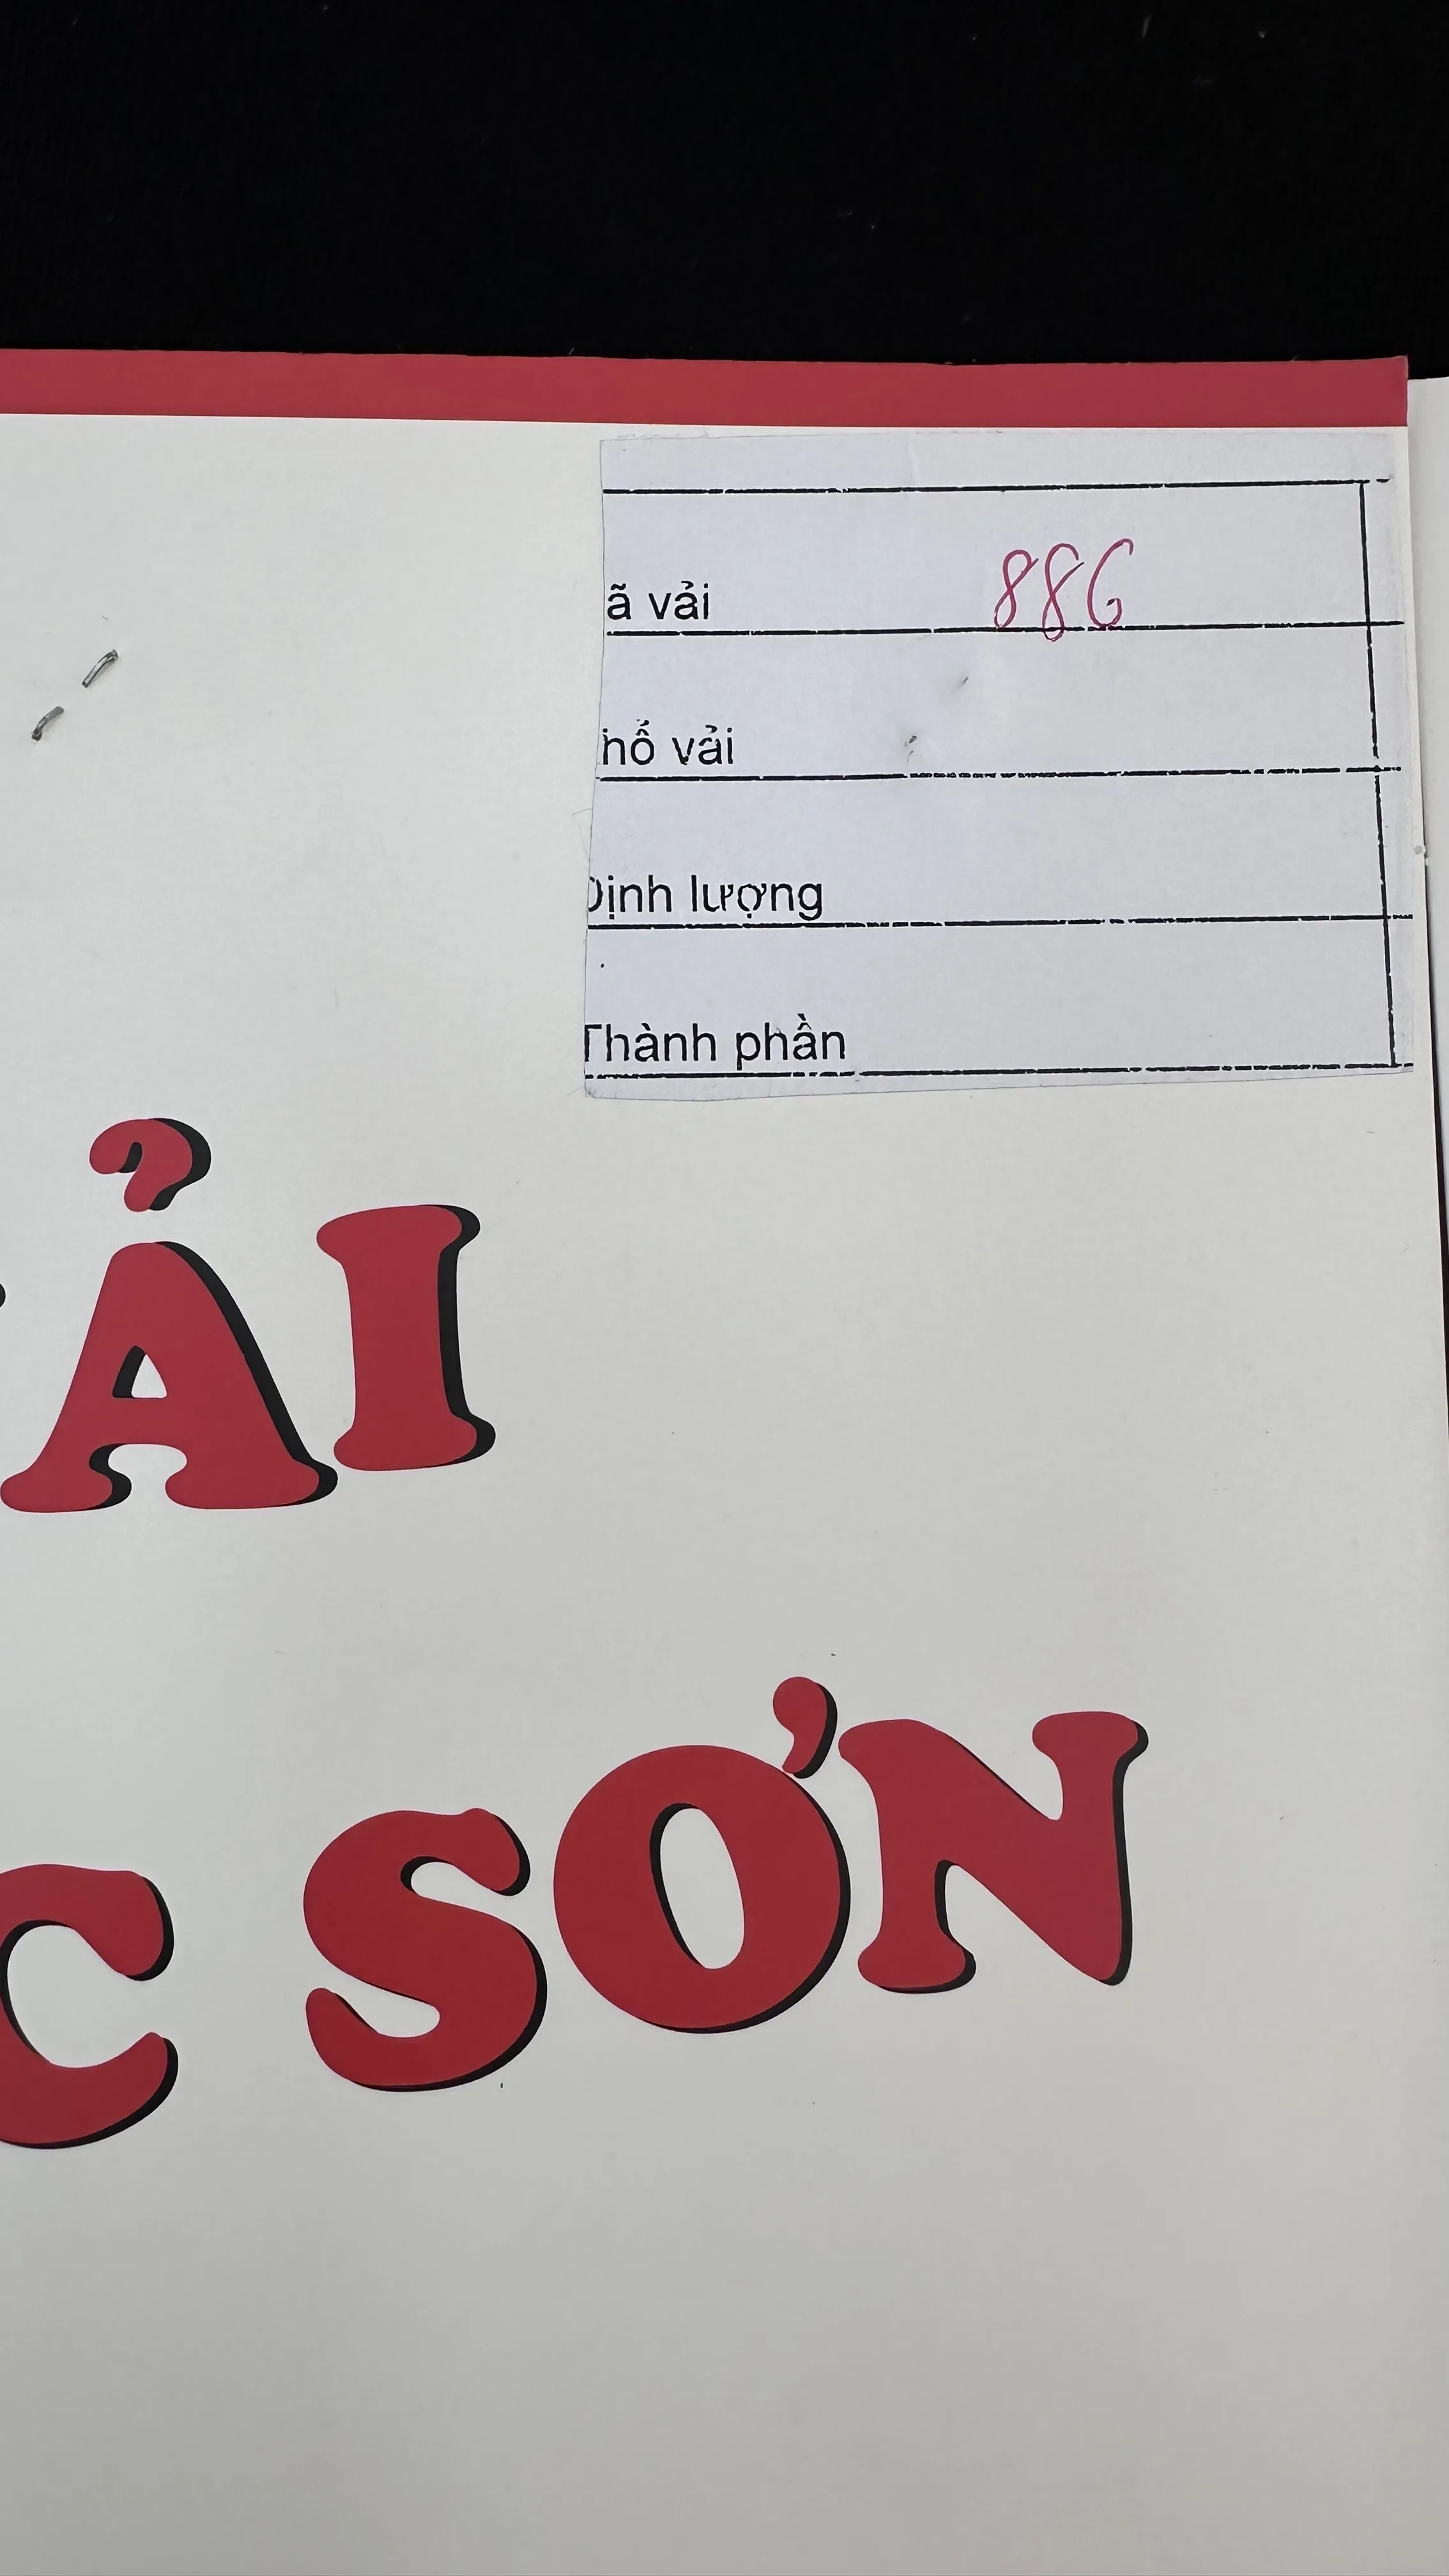 ã vải 886
hổ vải
Định lượng
Thành phần
ẢI
C SƠN